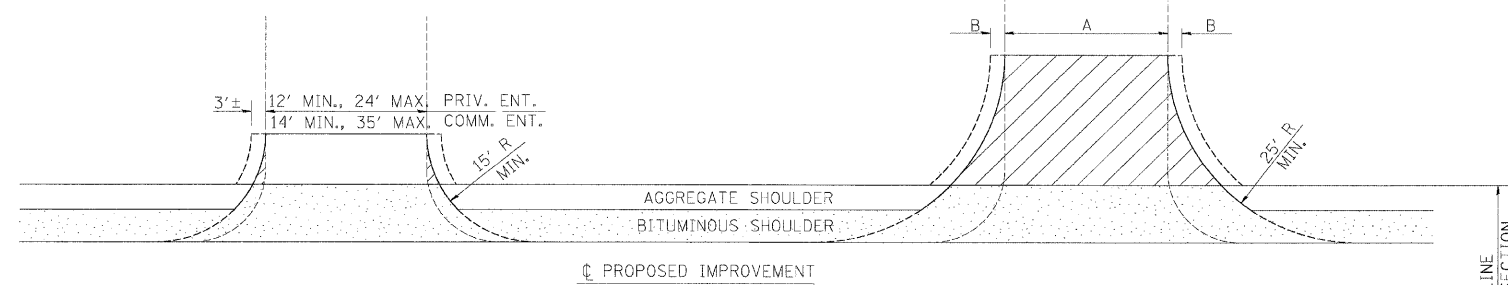 B A B
3'± 12' MIN., 24' MAX. PRIV. ENT.
14' MIN., 35' MAX. COMM. ENT.
15' R
MIN.
25' R
MIN.
AGGREGATE SHOULDER
BITUMINOUS SHOULDER
℄ PROPOSED IMPROVEMENT